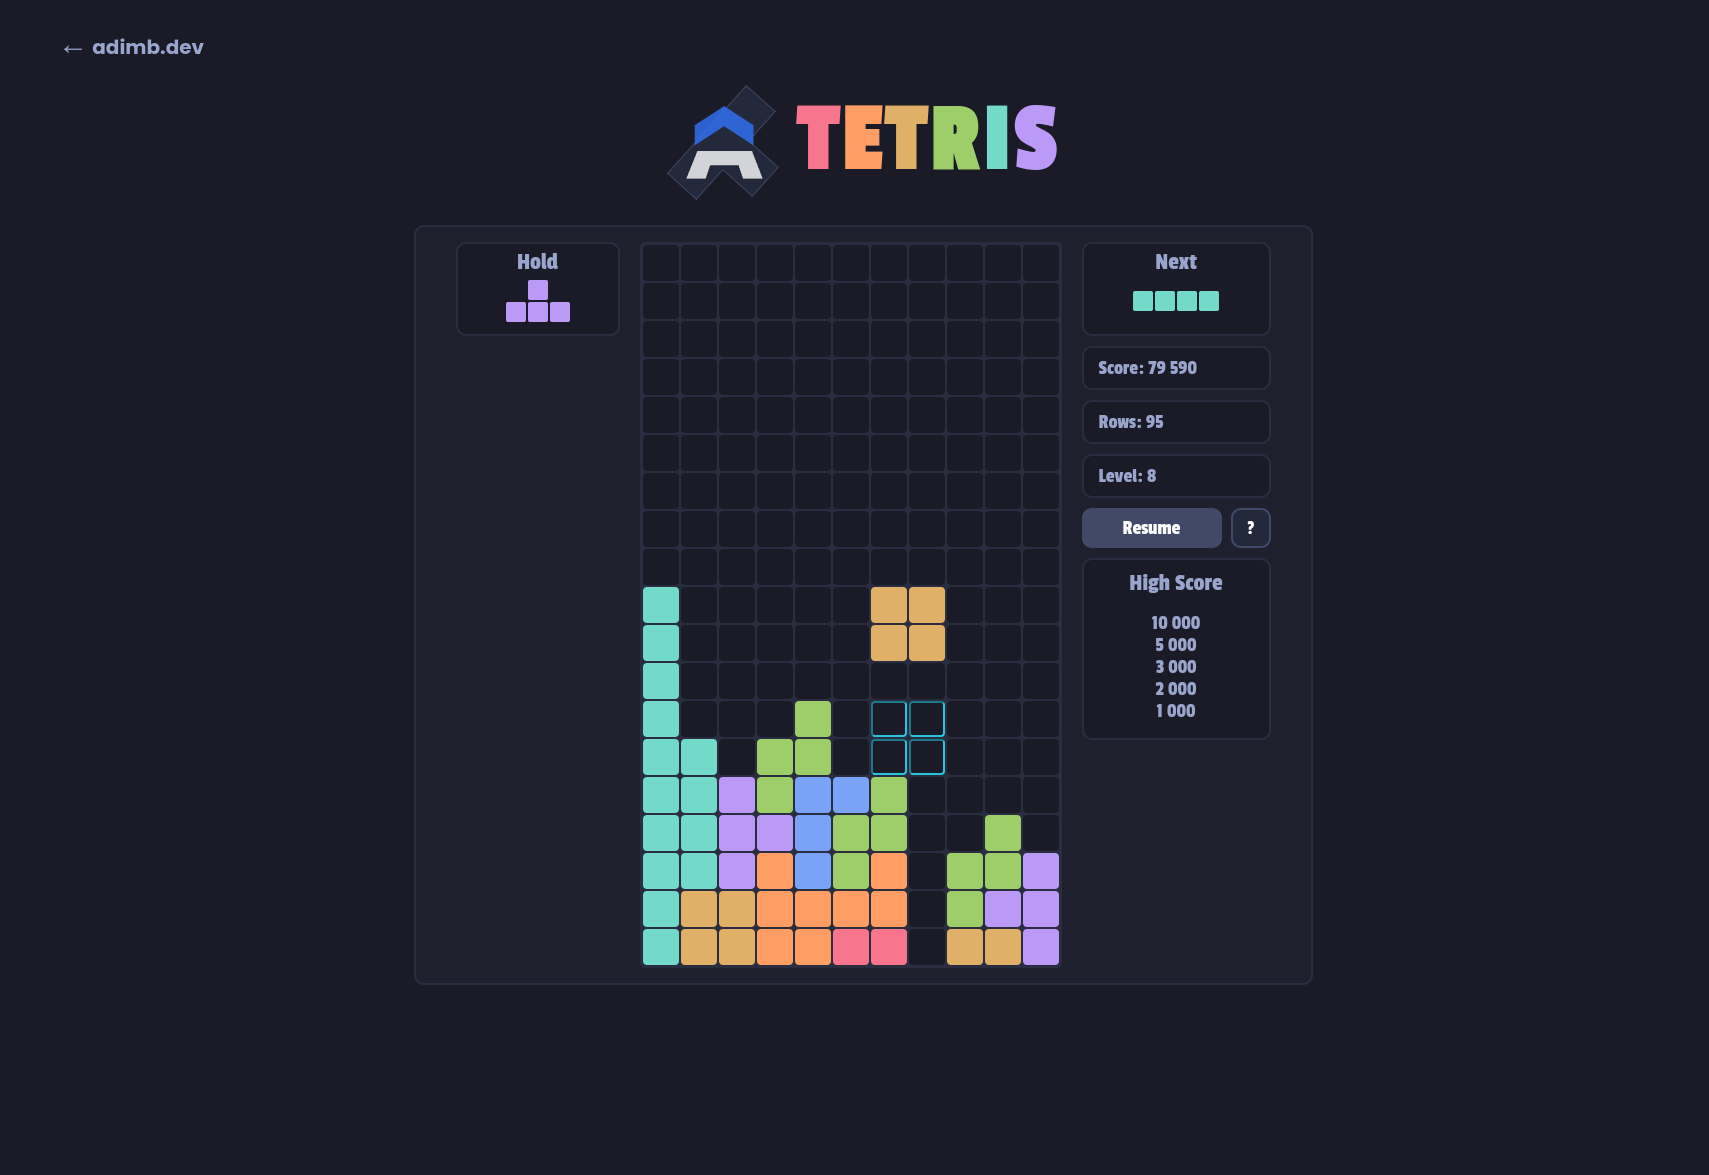 ← adimb.dev
TETRIS
Hold
Next
Score: 79 590
Rows: 95
Level: 8
Resume
?
High Score
10 000
5 000
3 000
2 000
1 000